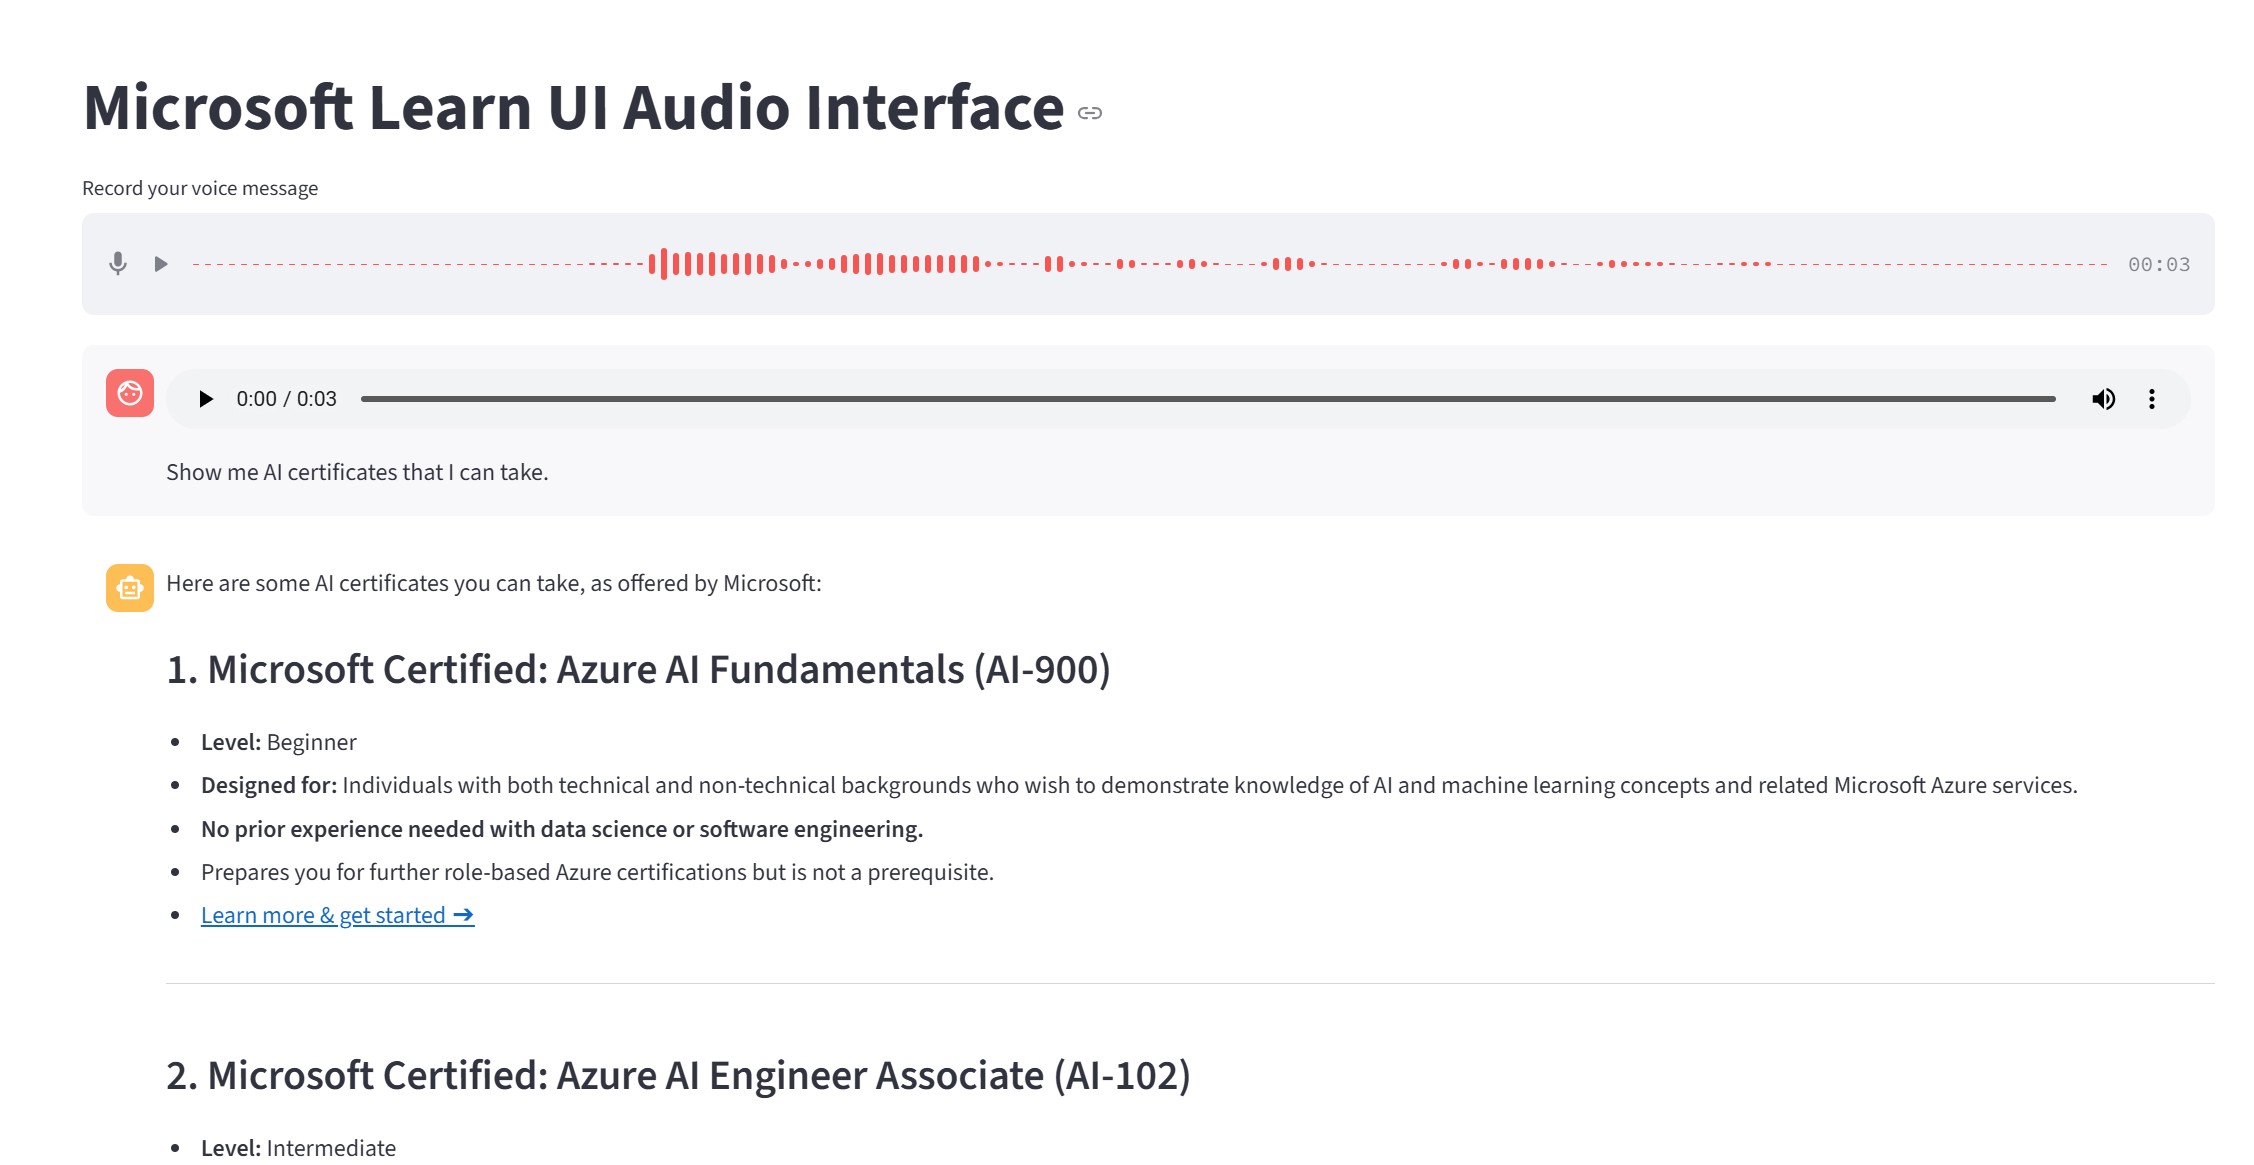 Microsoft Learn UI Audio Interface
Record your voice message
00:03
0:00 / 0:03
Show me AI certificates that I can take.
Here are some AI certificates you can take, as offered by Microsoft:
1. Microsoft Certified: Azure AI Fundamentals (AI-900)
• Level: Beginner
• Designed for: Individuals with both technical and non-technical backgrounds who wish to demonstrate knowledge of AI and machine learning concepts and related Microsoft Azure services.
• No prior experience needed with data science or software engineering.
• Prepares you for further role-based Azure certifications but is not a prerequisite.
• Learn more & get started ➔
2. Microsoft Certified: Azure AI Engineer Associate (AI-102)
• Level: Intermediate